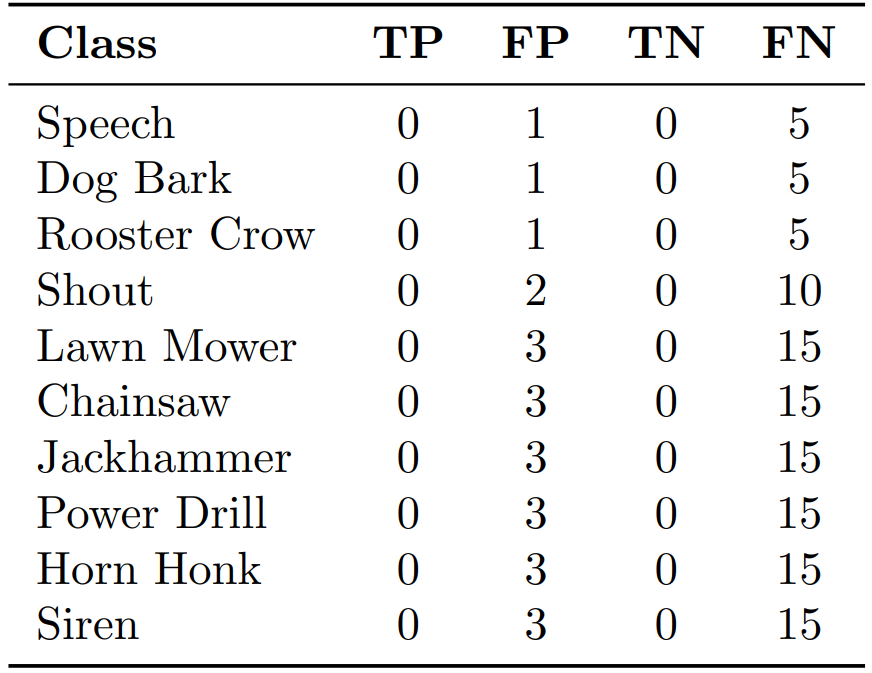 Class TP FP TN FN
Speech 0 1 0 5
Dog Bark 0 1 0 5
Rooster Crow 0 1 0 5
Shout 0 2 0 10
Lawn Mower 0 3 0 15
Chainsaw 0 3 0 15
Jackhammer 0 3 0 15
Power Drill 0 3 0 15
Horn Honk 0 3 0 15
Siren 0 3 0 15